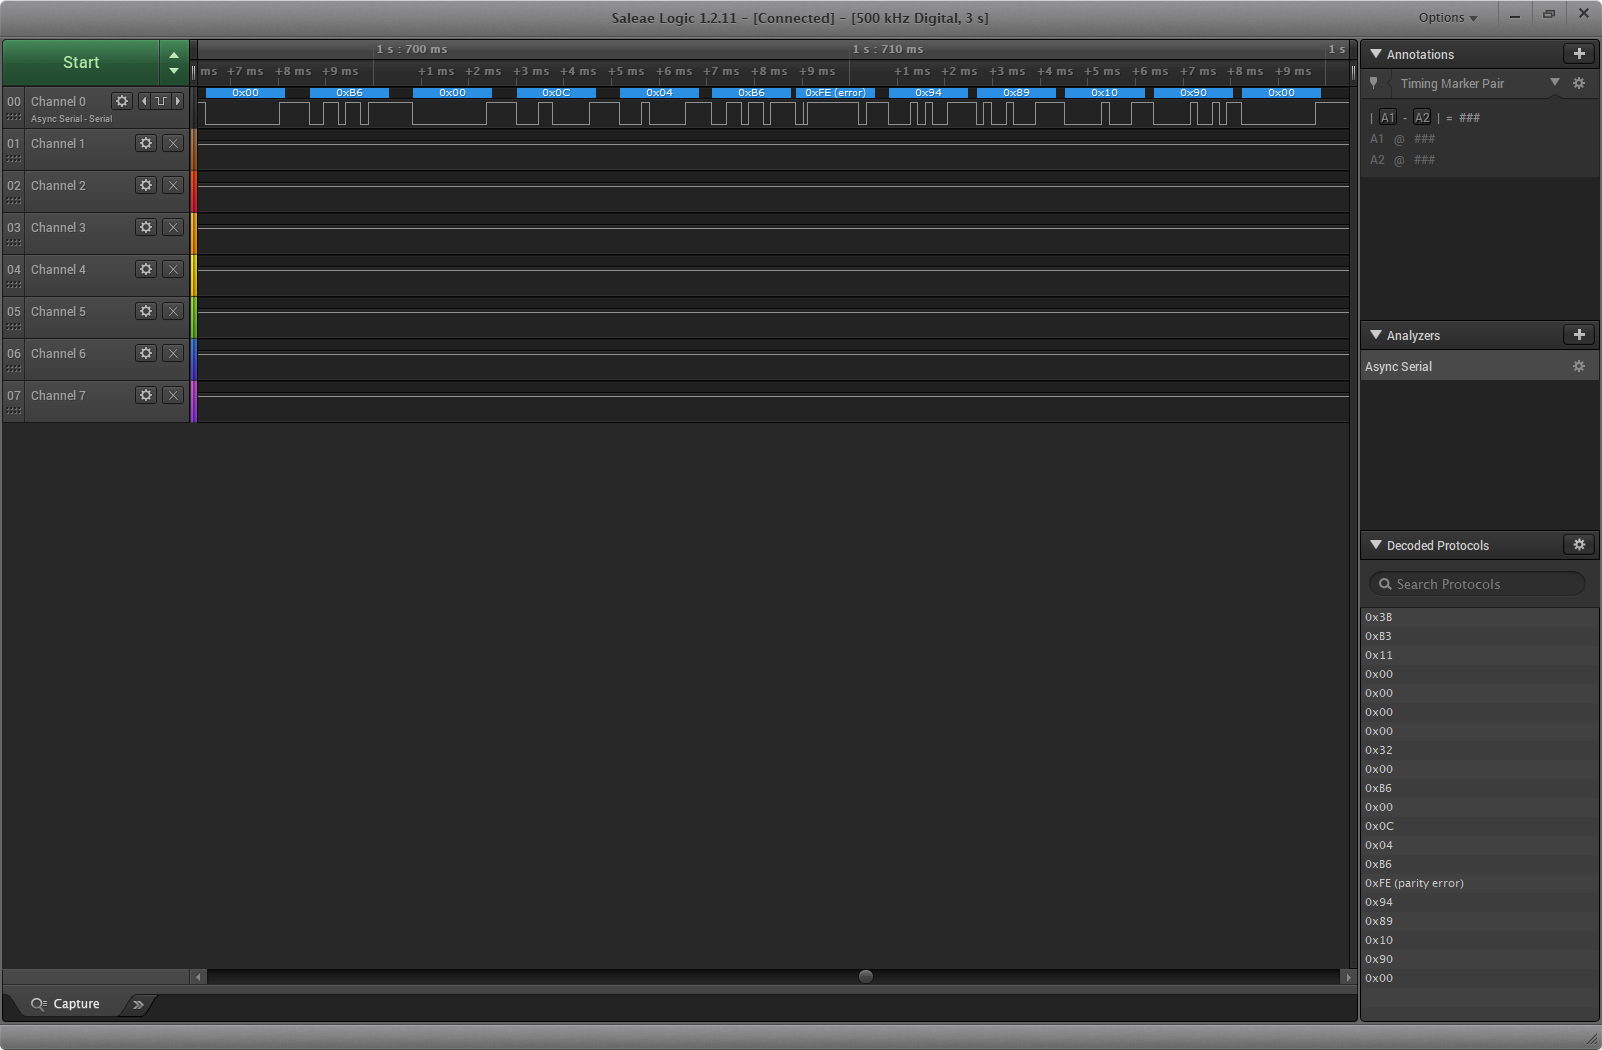 Saleae Logic 1.2.11 – [Connected] – [500 kHz Digital, 3 s]
Options
Start
1 s : 700 ms
1 s : 710 ms
1 s
ms +7 ms +8 ms +9 ms +1 ms +2 ms +3 ms +4 ms +5 ms +6 ms +7 ms +8 ms +9 ms +1 ms +2 ms +3 ms +4 ms +5 ms +6 ms +7 ms +8 ms +9 ms
0x00 0xB6 0x00 0x0C 0x04 0xB6 0xFE (error) 0x94 0x89 0x10 0x90 0x00
00 Channel 0
Async Serial - Serial
01 Channel 1
02 Channel 2
03 Channel 3
04 Channel 4
05 Channel 5
06 Channel 6
07 Channel 7
Capture
Annotations
Timing Marker Pair
| A1 - A2 | = ###
A1 @ ###
A2 @ ###
Analyzers
Async Serial
Decoded Protocols
Search Protocols
0x3B
0xB3
0x11
0x00
0x00
0x00
0x00
0x32
0x00
0xB6
0x00
0x0C
0x04
0xB6
0xFE (parity error)
0x94
0x89
0x10
0x90
0x00